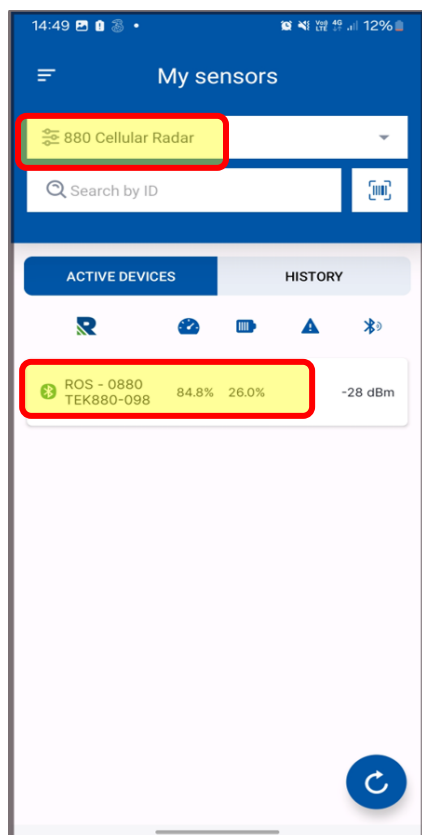 14:49 12%
My sensors
880 Cellular Radar
Search by ID
ACTIVE DEVICES HISTORY
ROS - 0880 84.8% 26.0% -28 dBm
TEK880-098